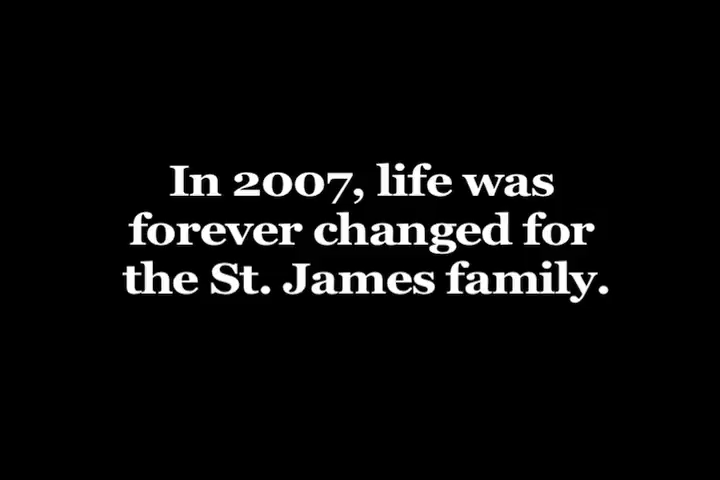 In 2007, life was
forever changed for
the St. James family.